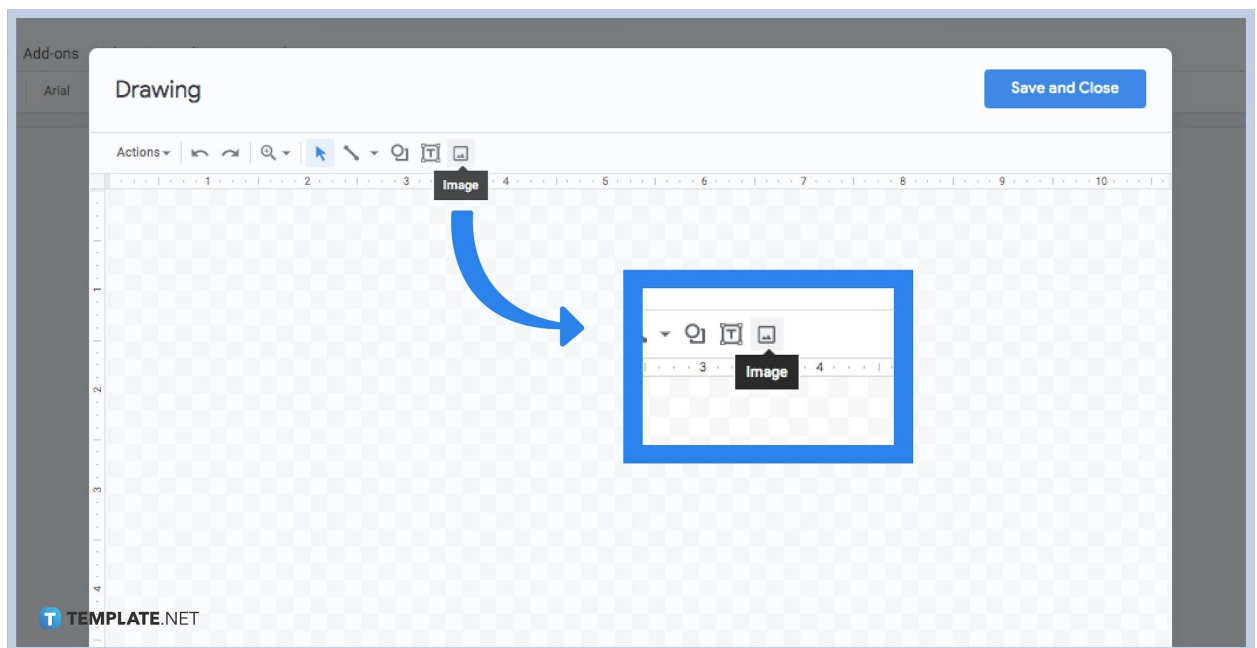 Add-ons
Arial
Drawing
Save and Close
Actions
Image
1 2 3 4 5 6 7 8 9 10
1
2
3
4
3 4
Image
T TEMPLATE.NET